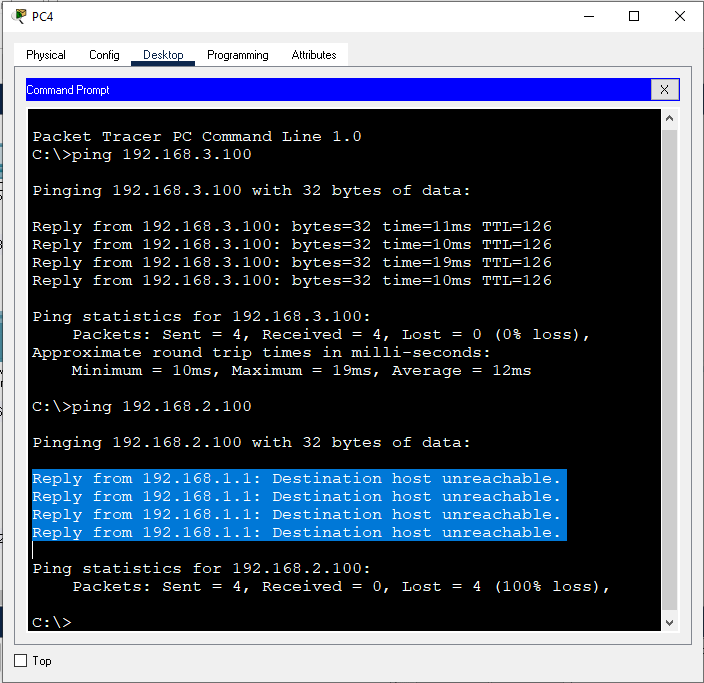 PC4
Physical Config Desktop Programming Attributes
Command Prompt
X
Packet Tracer PC Command Line 1.0
C:\>ping 192.168.3.100
Pinging 192.168.3.100 with 32 bytes of data:
Reply from 192.168.3.100: bytes=32 time=11ms TTL=126
Reply from 192.168.3.100: bytes=32 time=10ms TTL=126
Reply from 192.168.3.100: bytes=32 time=19ms TTL=126
Reply from 192.168.3.100: bytes=32 time=10ms TTL=126
Ping statistics for 192.168.3.100:
Packets: Sent = 4, Received = 4, Lost = 0 (0% loss),
Approximate round trip times in milli-seconds:
Minimum = 10ms, Maximum = 19ms, Average = 12ms
C:\>ping 192.168.2.100
Pinging 192.168.2.100 with 32 bytes of data:
Reply from 192.168.1.1: Destination host unreachable.
Reply from 192.168.1.1: Destination host unreachable.
Reply from 192.168.1.1: Destination host unreachable.
Reply from 192.168.1.1: Destination host unreachable.
Ping statistics for 192.168.2.100:
Packets: Sent = 4, Received = 0, Lost = 4 (100% loss),
C:\>
Top